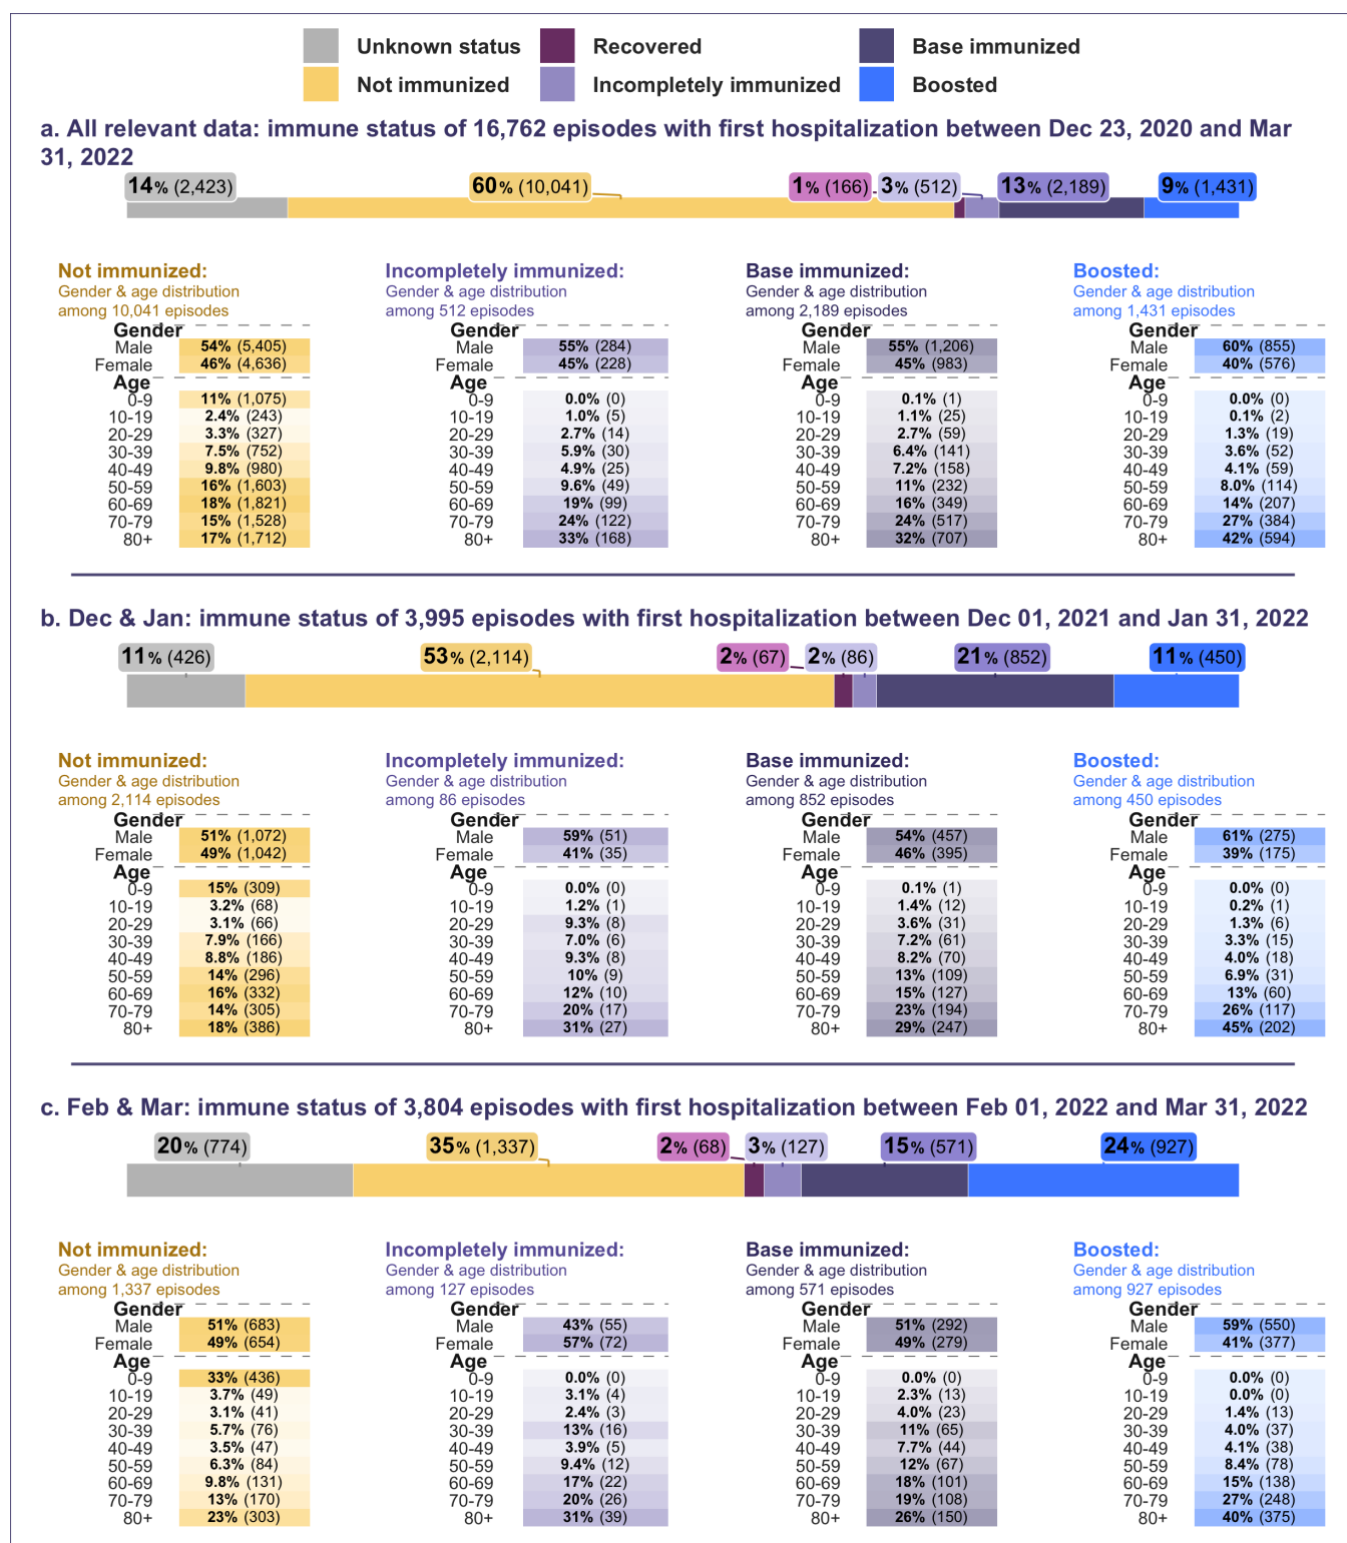 Unknown status
Recovered
Base immunized
Not immunized
Incompletely immunized
Boosted
a. All relevant data: immune status of 16,762 episodes with first hospitalization between Dec 23, 2020 and Mar
31, 2022
14% (2,423) 60% (10,041) 1% (166) 3% (512) 13% (2,189) 9% (1,431)
Not immunized:
Gender & age distribution
among 10,041 episodes
Gender
Male 54% (5,405)
Female 46% (4,636)
Age
0-9 11% (1,075)
10-19 2.4% (243)
20-29 3.3% (327)
30-39 7.5% (752)
40-49 9.8% (980)
50-59 16% (1,603)
60-69 18% (1,821)
70-79 15% (1,528)
80+ 17% (1,712)
Incompletely immunized:
Gender & age distribution
among 512 episodes
Gender
Male 55% (284)
Female 45% (228)
Age
0-9 0.0% (0)
10-19 1.0% (5)
20-29 2.7% (14)
30-39 5.9% (30)
40-49 4.9% (25)
50-59 9.6% (49)
60-69 19% (99)
70-79 24% (122)
80+ 33% (168)
Base immunized:
Gender & age distribution
among 2,189 episodes
Gender
Male 55% (1,206)
Female 45% (983)
Age
0-9 0.1% (1)
10-19 1.1% (25)
20-29 2.7% (59)
30-39 6.4% (141)
40-49 7.2% (158)
50-59 11% (232)
60-69 16% (349)
70-79 24% (517)
80+ 32% (707)
Boosted:
Gender & age distribution
among 1,431 episodes
Gender
Male 60% (855)
Female 40% (576)
Age
0-9 0.0% (0)
10-19 0.1% (2)
20-29 1.3% (19)
30-39 3.6% (52)
40-49 4.1% (59)
50-59 8.0% (114)
60-69 14% (207)
70-79 27% (384)
80+ 42% (594)
b. Dec & Jan: immune status of 3,995 episodes with first hospitalization between Dec 01, 2021 and Jan 31, 2022
11% (426) 53% (2,114) 2% (67) 2% (86) 21% (852) 11% (450)
Not immunized:
Gender & age distribution
among 2,114 episodes
Gender
Male 51% (1,072)
Female 49% (1,042)
Age
0-9 15% (309)
10-19 3.2% (68)
20-29 3.1% (66)
30-39 7.9% (166)
40-49 8.8% (186)
50-59 14% (296)
60-69 16% (332)
70-79 14% (305)
80+ 18% (386)
Incompletely immunized:
Gender & age distribution
among 86 episodes
Gender
Male 59% (51)
Female 41% (35)
Age
0-9 0.0% (0)
10-19 1.2% (1)
20-29 9.3% (8)
30-39 7.0% (6)
40-49 9.3% (8)
50-59 10% (9)
60-69 12% (10)
70-79 20% (17)
80+ 31% (27)
Base immunized:
Gender & age distribution
among 852 episodes
Gender
Male 54% (457)
Female 46% (395)
Age
0-9 0.1% (1)
10-19 1.4% (12)
20-29 3.6% (31)
30-39 7.2% (61)
40-49 8.2% (70)
50-59 13% (109)
60-69 15% (127)
70-79 23% (194)
80+ 29% (247)
Boosted:
Gender & age distribution
among 450 episodes
Gender
Male 61% (275)
Female 39% (175)
Age
0-9 0.0% (0)
10-19 0.2% (1)
20-29 1.3% (6)
30-39 3.3% (15)
40-49 4.0% (18)
50-59 6.9% (31)
60-69 13% (60)
70-79 26% (117)
80+ 45% (202)
c. Feb & Mar: immune status of 3,804 episodes with first hospitalization between Feb 01, 2022 and Mar 31, 2022
20% (774) 35% (1,337) 2% (68) 3% (127) 15% (571) 24% (927)
Not immunized:
Gender & age distribution
among 1,337 episodes
Gender
Male 51% (683)
Female 49% (654)
Age
0-9 33% (436)
10-19 3.7% (49)
20-29 3.1% (41)
30-39 5.7% (76)
40-49 3.5% (47)
50-59 6.3% (84)
60-69 9.8% (131)
70-79 13% (170)
80+ 23% (303)
Incompletely immunized:
Gender & age distribution
among 127 episodes
Gender
Male 43% (55)
Female 57% (72)
Age
0-9 0.0% (0)
10-19 3.1% (4)
20-29 2.4% (3)
30-39 13% (16)
40-49 3.9% (5)
50-59 9.4% (12)
60-69 17% (22)
70-79 20% (26)
80+ 31% (39)
Base immunized:
Gender & age distribution
among 571 episodes
Gender
Male 51% (292)
Female 49% (279)
Age
0-9 0.0% (0)
10-19 2.3% (13)
20-29 4.0% (23)
30-39 11% (65)
40-49 7.7% (44)
50-59 12% (67)
60-69 18% (101)
70-79 19% (108)
80+ 26% (150)
Boosted:
Gender & age distribution
among 927 episodes
Gender
Male 59% (550)
Female 41% (377)
Age
0-9 0.0% (0)
10-19 0.0% (0)
20-29 1.4% (13)
30-39 4.0% (37)
40-49 4.1% (38)
50-59 8.4% (78)
60-69 15% (138)
70-79 27% (248)
80+ 40% (375)